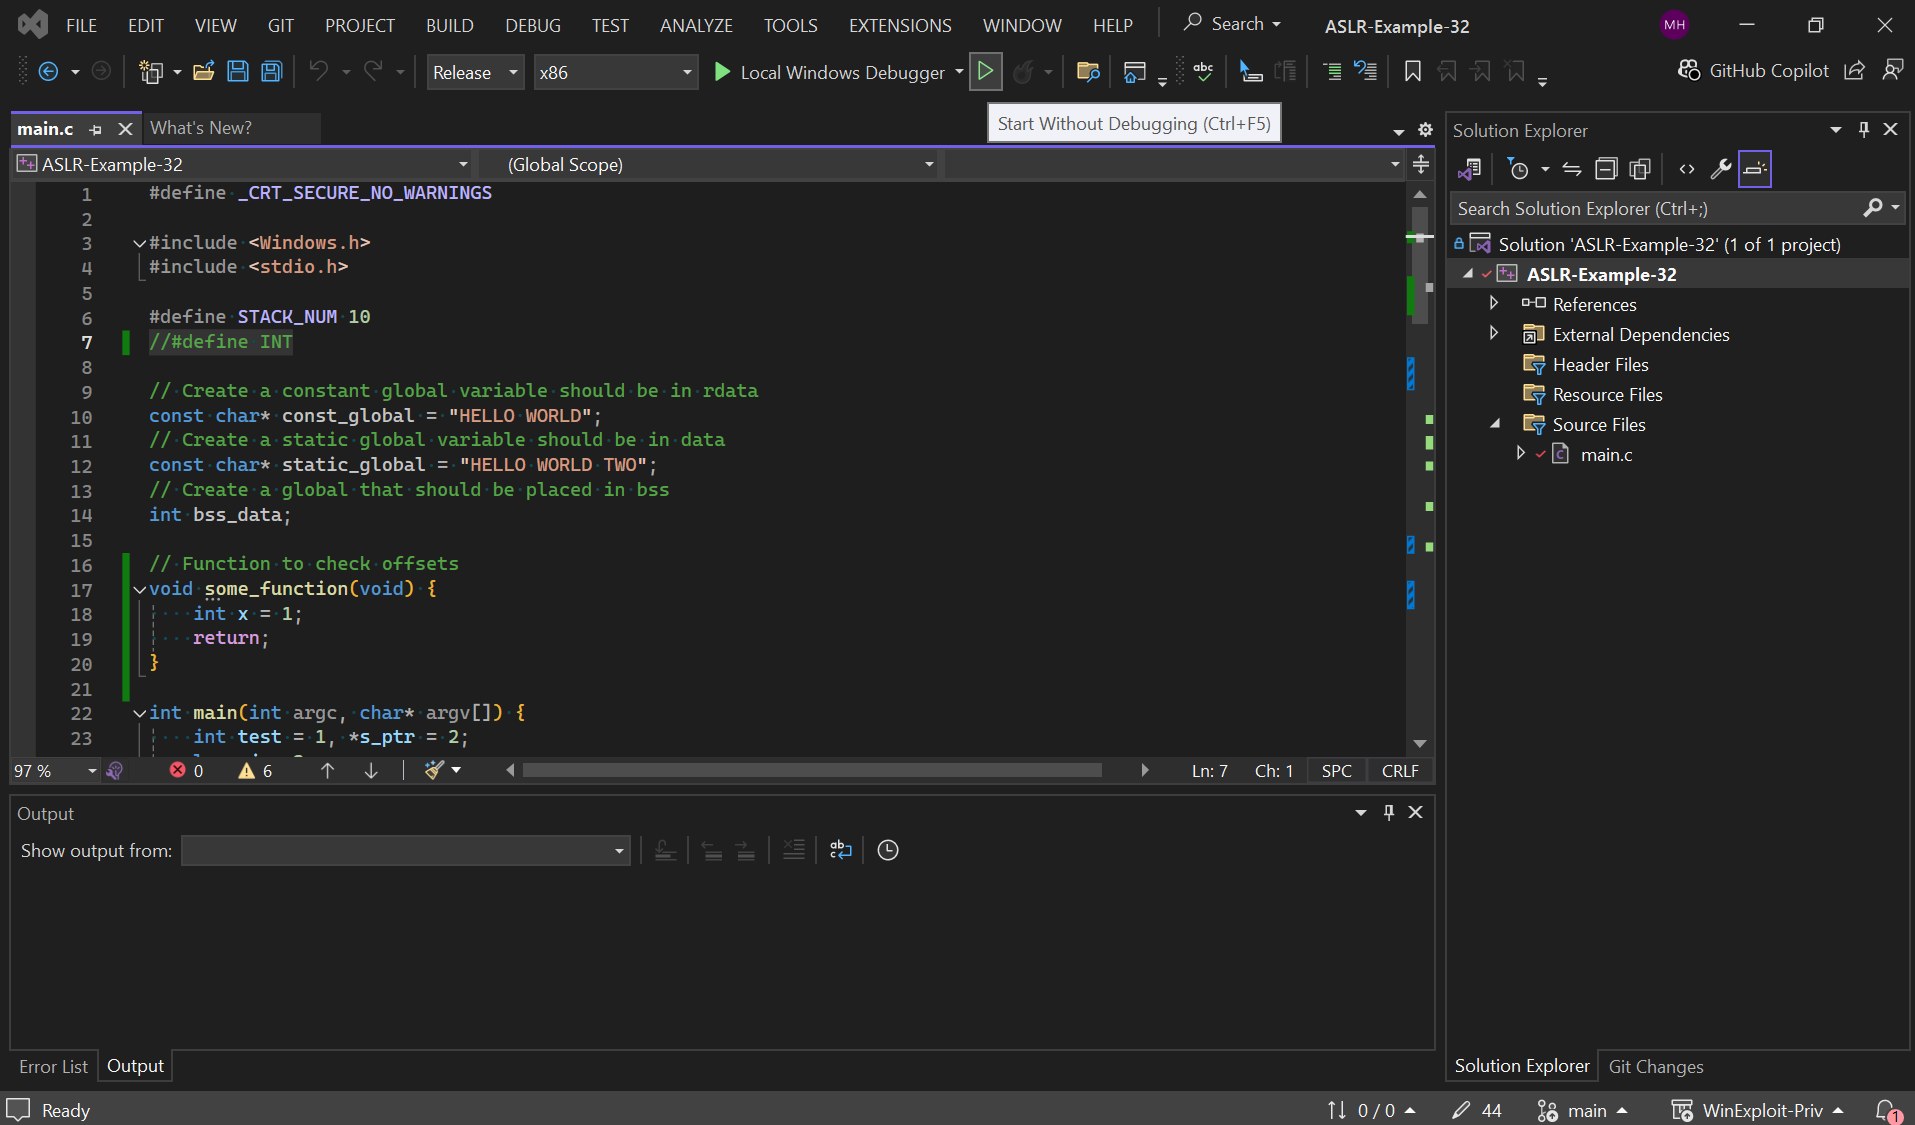 FILE EDIT VIEW GIT PROJECT BUILD DEBUG TEST ANALYZE TOOLS EXTENSIONS WINDOW HELP Search ASLR-Example-32 MH
Release x86 Local Windows Debugger GitHub Copilot
Start Without Debugging (Ctrl+F5)
main.c What's New?
ASLR-Example-32 (Global Scope)
1 #define _CRT_SECURE_NO_WARNINGS
2
3 #include <Windows.h>
4 #include <stdio.h>
5
6 #define STACK_NUM 10
7 //#define INT
8
9 // Create a constant global variable should be in rdata
10 const char* const_global = "HELLO WORLD";
11 // Create a static global variable should be in data
12 const char* static_global = "HELLO WORLD TWO";
13 // Create a global that should be placed in bss
14 int bss_data;
15
16 // Function to check offsets
17 void some_function(void) {
18 int x = 1;
19 return;
20 }
21
22 int main(int argc, char* argv[]) {
23 int test = 1, *s_ptr = 2;
97 % 0 6 Ln: 7 Ch: 1 SPC CRLF
Output
Show output from:
Error List Output
Solution Explorer
Search Solution Explorer (Ctrl+;)
Solution 'ASLR-Example-32' (1 of 1 project)
ASLR-Example-32
References
External Dependencies
Header Files
Resource Files
Source Files
main.c
Solution Explorer Git Changes
Ready 0 / 0 44 main WinExploit-Priv 1